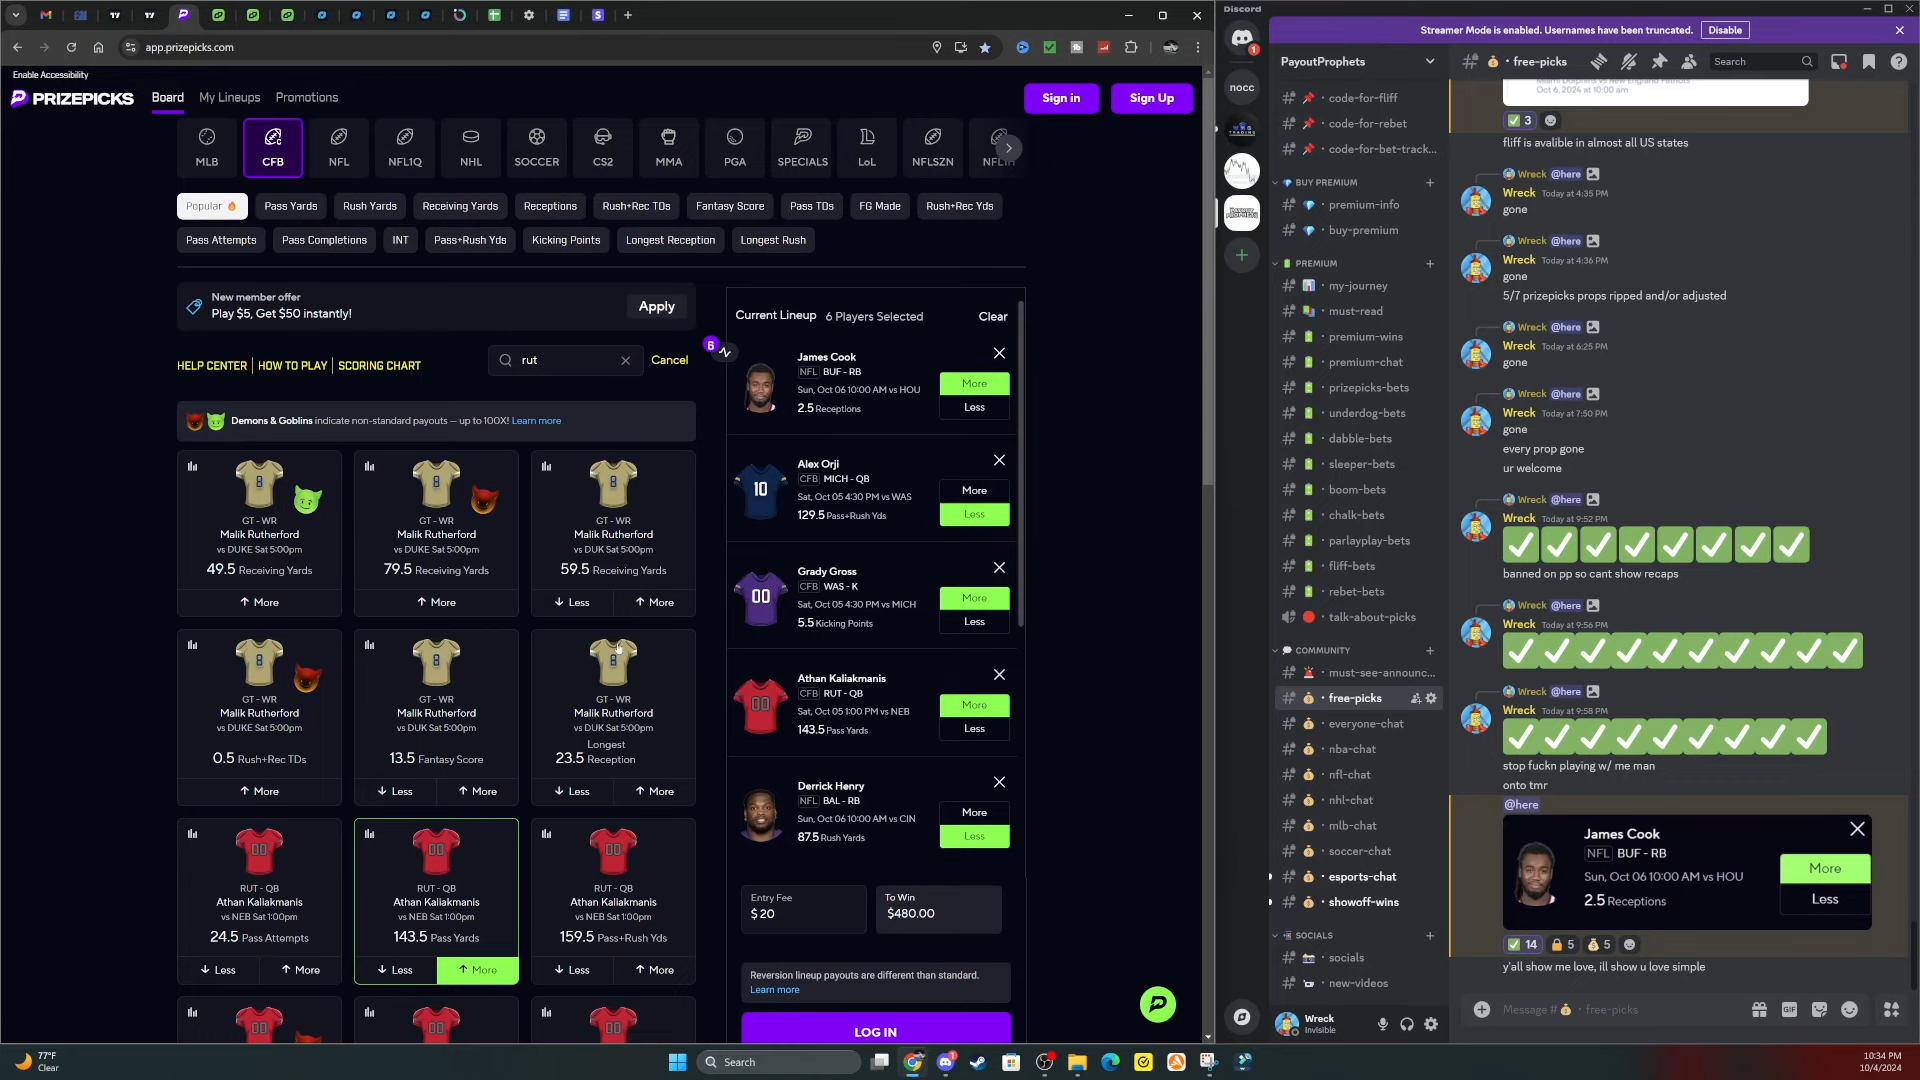 app.prizepicks.com
Enable Accessibility
PRIZEPICKS
Board
My Lineups
Promotions
Sign in
Sign Up
MLB
CFB
NFL
NFL1Q
NHL
SOCCER
CS2
MMA
PGA
SPECIALS
LoL
NFLSZN
Popular
Pass Yards
Rush Yards
Receiving Yards
Receptions
Rush+Rec TDs
Fantasy Score
Pass TDs
FG Made
Rush+Rec Yds
Pass Attempts
Pass Completions
INT
Pass+Rush Yds
Kicking Points
Longest Reception
Longest Rush
New member offer
Play $5, Get $50 instantly!
Apply
HELP CENTER
HOW TO PLAY
SCORING CHART
rut
Cancel
Demons & Goblins indicate non-standard payouts — up to 100X! Learn more
8
GT - WR
Malik Rutherford
vs DUKE Sat 5:00pm
49.5 Receiving Yards
More
8
GT - WR
Malik Rutherford
vs DUKE Sat 5:00pm
79.5 Receiving Yards
More
8
GT - WR
Malik Rutherford
vs DUK Sat 5:00pm
59.5 Receiving Yards
Less
More
8
GT - WR
Malik Rutherford
vs DUKE Sat 5:00pm
0.5 Rush+Rec TDs
More
8
GT - WR
Malik Rutherford
vs DUK Sat 5:00pm
13.5 Fantasy Score
Less
More
8
GT - WR
Malik Rutherford
vs DUK Sat 5:00pm
Longest
23.5 Reception
Less
More
00
RUT - QB
Athan Kaliakmanis
vs NEB Sat 1:00pm
24.5 Pass Attempts
Less
More
00
RUT - QB
Athan Kaliakmanis
vs NEB Sat 1:00pm
143.5 Pass Yards
Less
More
00
RUT - QB
Athan Kaliakmanis
vs NEB Sat 1:00pm
159.5 Pass+Rush Yds
Less
More
6
Current Lineup
6 Players Selected
Clear
James Cook
NFL BUF - RB
Sun, Oct 06 10:00 AM vs HOU
2.5 Receptions
More
Less
10
Alex Orji
CFB MICH - QB
Sat, Oct 05 4:30 PM vs WAS
129.5 Pass+Rush Yds
More
Less
00
Grady Gross
CFB WAS - K
Sat, Oct 05 4:30 PM vs MICH
5.5 Kicking Points
More
Less
00
Athan Kaliakmanis
CFB RUT - QB
Sat, Oct 05 1:00 PM vs NEB
143.5 Pass Yards
More
Less
Derrick Henry
NFL BAL - RB
Sun, Oct 06 10:00 AM vs CIN
87.5 Rush Yards
More
Less
Entry Fee
$ 20
To Win
$480.00
Reversion lineup payouts are different than standard.
Learn more
LOG IN
Discord
Streamer Mode is enabled. Usernames have been truncated.
Disable
nocc
PayoutProphets
code-for-fliff
code-for-rebet
code-for-bet-track...
BUY PREMIUM
premium-info
buy-premium
PREMIUM
my-journey
must-read
premium-wins
premium-chat
prizepicks-bets
underdog-bets
dabble-bets
sleeper-bets
boom-bets
chalk-bets
parlayplay-bets
fliff-bets
rebet-bets
talk-about-picks
COMMUNITY
must-see-announc...
free-picks
everyone-chat
nba-chat
nfl-chat
nhl-chat
mlb-chat
soccer-chat
esports-chat
showoff-wins
SOCIALS
socials
new-videos
Wreck
Invisible
free-picks
Search
Oct 6, 2024 at 10:00 am
3
fliff is avalible in almost all US states
Wreck @here
Wreck Today at 4:35 PM
gone
Wreck @here
Wreck Today at 4:36 PM
gone
5/7 prizepicks props ripped and/or adjusted
Wreck @here
Wreck Today at 6:25 PM
gone
Wreck @here
Wreck Today at 7:50 PM
gone
every prop gone
ur welcome
Wreck @here
Wreck Today at 9:52 PM
banned on pp so cant show recaps
Wreck @here
Wreck Today at 9:56 PM
Wreck @here
Wreck Today at 9:58 PM
stop fuckn playing w/ me man
onto tmr
@here
James Cook
NFL BUF - RB
Sun, Oct 06 10:00 AM vs HOU
2.5 Receptions
More
Less
14
5
5
y'all show me love, ill show u love simple
Message # free-picks
77°F
Clear
Search
10:34 PM
10/4/2024